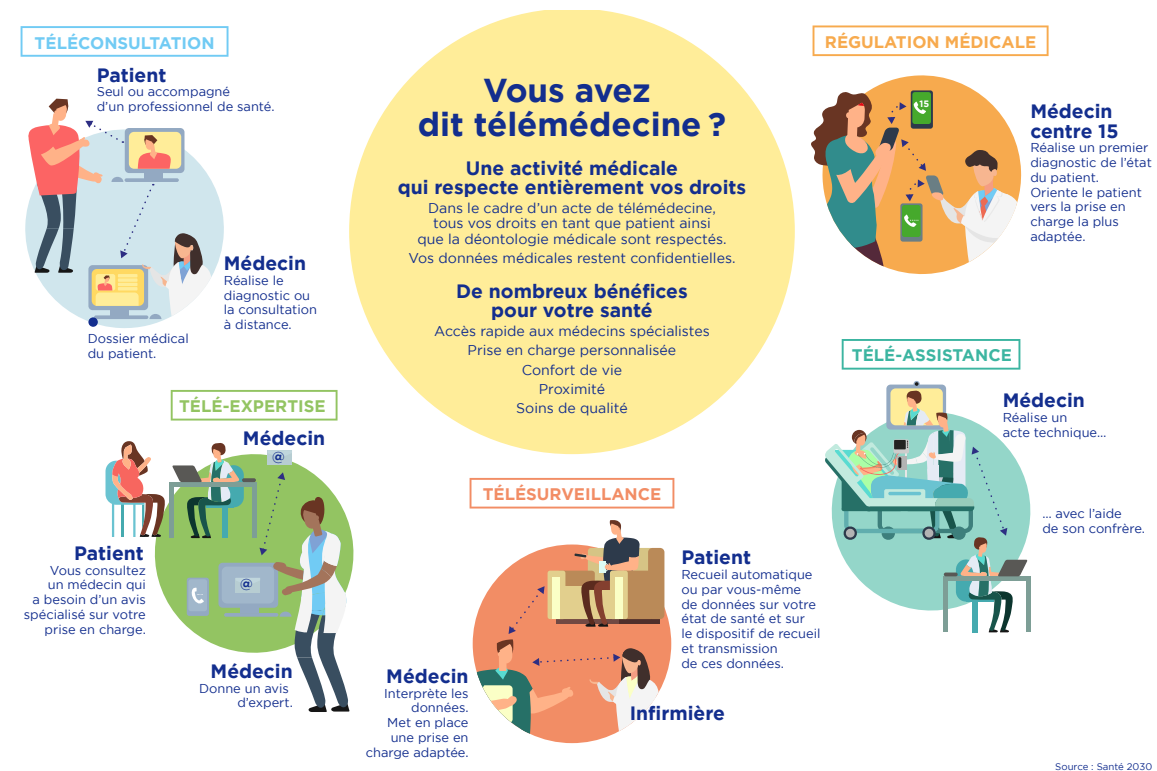 TÉLÉCONSULTATION
Patient
Seul ou accompagné
d'un professionnel de santé.
Médecin
Réalise le
diagnostic ou
la consultation
à distance.
Dossier médical
du patient.
Vous avez
dit télémédecine ?
Une activité médicale
qui respecte entièrement vos droits
Dans le cadre d'un acte de télémédecine,
tous vos droits en tant que patient ainsi
que la déontologie médicale sont respectés.
Vos données médicales restent confidentielles.
De nombreux bénéfices
pour votre santé
Accès rapide aux médecins spécialistes
Prise en charge personnalisée
Confort de vie
Proximité
Soins de qualité
RÉGULATION MÉDICALE
15
Médecin
centre 15
Réalise un premier
diagnostic de l'état
du patient.
Oriente le patient
vers la prise en
charge la plus
adaptée.
TÉLÉ-EXPERTISE
Médecin
@
@
Patient
Vous consultez
un médecin qui
a besoin d'un avis
spécialisé sur votre
prise en charge.
Médecin
Donne un avis
d'expert.
TÉLÉSURVEILLANCE
Patient
Recueil automatique
ou par vous-même
de données sur votre
état de santé et sur
le dispositif de recueil
et transmission
de ces données.
Médecin
Interprète les
données.
Met en place
une prise en
charge adaptée.
Infirmière
TÉLÉ-ASSISTANCE
Médecin
Réalise un
acte technique...
... avec l'aide
de son confrère.
Source : Santé 2030